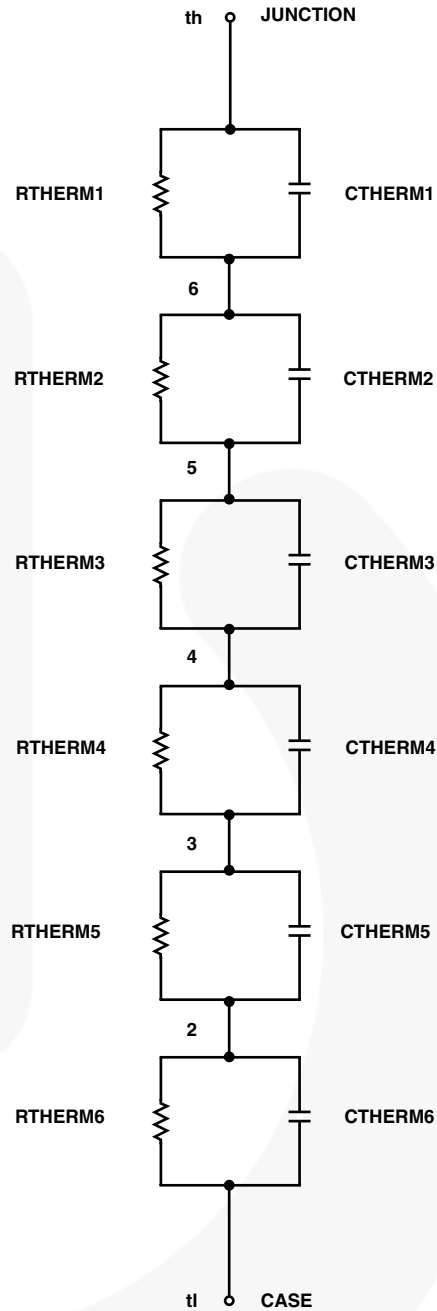 th JUNCTION
RTHERM1 CTHERM1
6
RTHERM2 CTHERM2
5
RTHERM3 CTHERM3
4
RTHERM4 CTHERM4
3
RTHERM5 CTHERM5
2
RTHERM6 CTHERM6
tl CASE